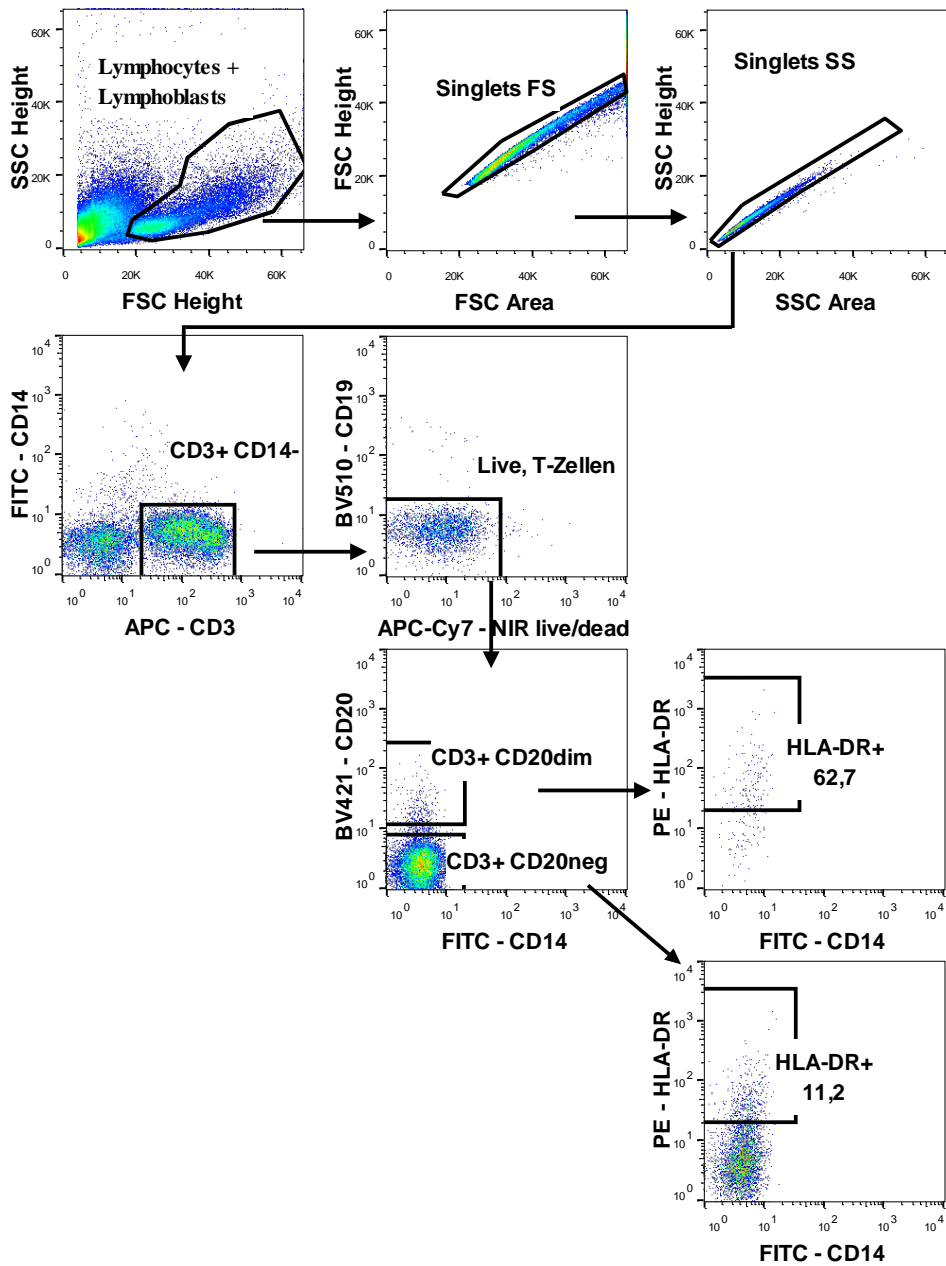 60K
40K
20K
0
SSC Height
Lymphocytes +
Lymphoblasts
0 20K 40K 60K
FSC Height
60K
40K
20K
0
FSC Height
Singlets FS
0 20K 40K 60K
FSC Area
60K
40K
20K
0
SSC Height
Singlets SS
0 20K 40K 60K
SSC Area
10^4
10^3
10^2
10^1
10^0
FITC - CD14
CD3+ CD14-
10^0 10^1 10^2 10^3 10^4
APC - CD3
10^4
10^3
10^2
10^1
10^0
BV510 - CD19
Live, T-Zellen
10^0 10^1 10^2 10^3 10^4
APC-Cy7 - NIR live/dead
10^4
10^3
10^2
10^1
10^0
BV421 - CD20
CD3+ CD20dim
CD3+ CD20neg
10^0 10^1 10^2 10^3 10^4
FITC - CD14
10^4
10^3
10^2
10^1
10^0
PE - HLA-DR
HLA-DR+
62,7
10^0 10^1 10^2 10^3 10^4
FITC - CD14
10^4
10^3
10^2
10^1
10^0
PE - HLA-DR
HLA-DR+
11,2
10^0 10^1 10^2 10^3 10^4
FITC - CD14